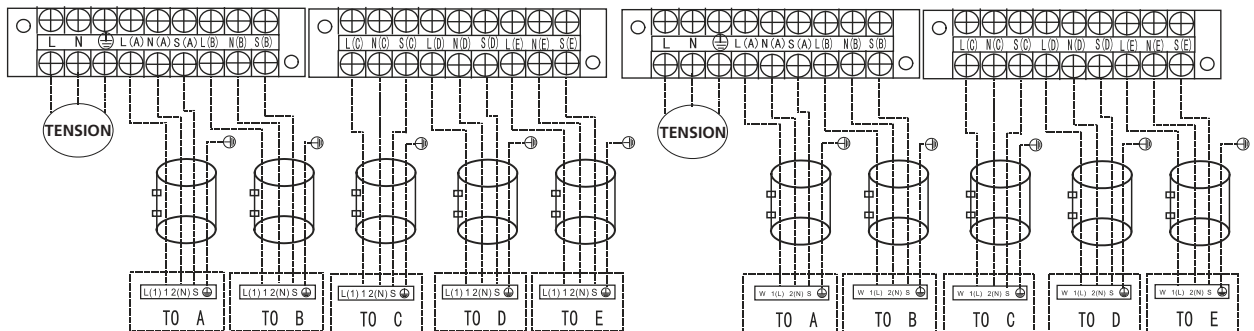 L N L(A) N(A) S(A) L(B) N(B) S(B)
L(C) N(C) S(C) L(D) N(D) S(D) L(E) N(E) S(E)
L N L(A) N(A) S(A) L(B) N(B) S(B)
L(C) N(C) S(C) L(D) N(D) S(D) L(E) N(E) S(E)
TENSION
TENSION
L(1) 1 2(N) S
L(1) 1 2(N) S
L(1) 1 2(N) S
L(1) 1 2(N) S
L(1) 1 2(N) S
W 1(L) 2(N) S
W 1(L) 2(N) S
W 1(L) 2(N) S
W 1(L) 2(N) S
W 1(L) 2(N) S
TO A
TO B
TO C
TO D
TO E
TO A
TO B
TO C
TO D
TO E